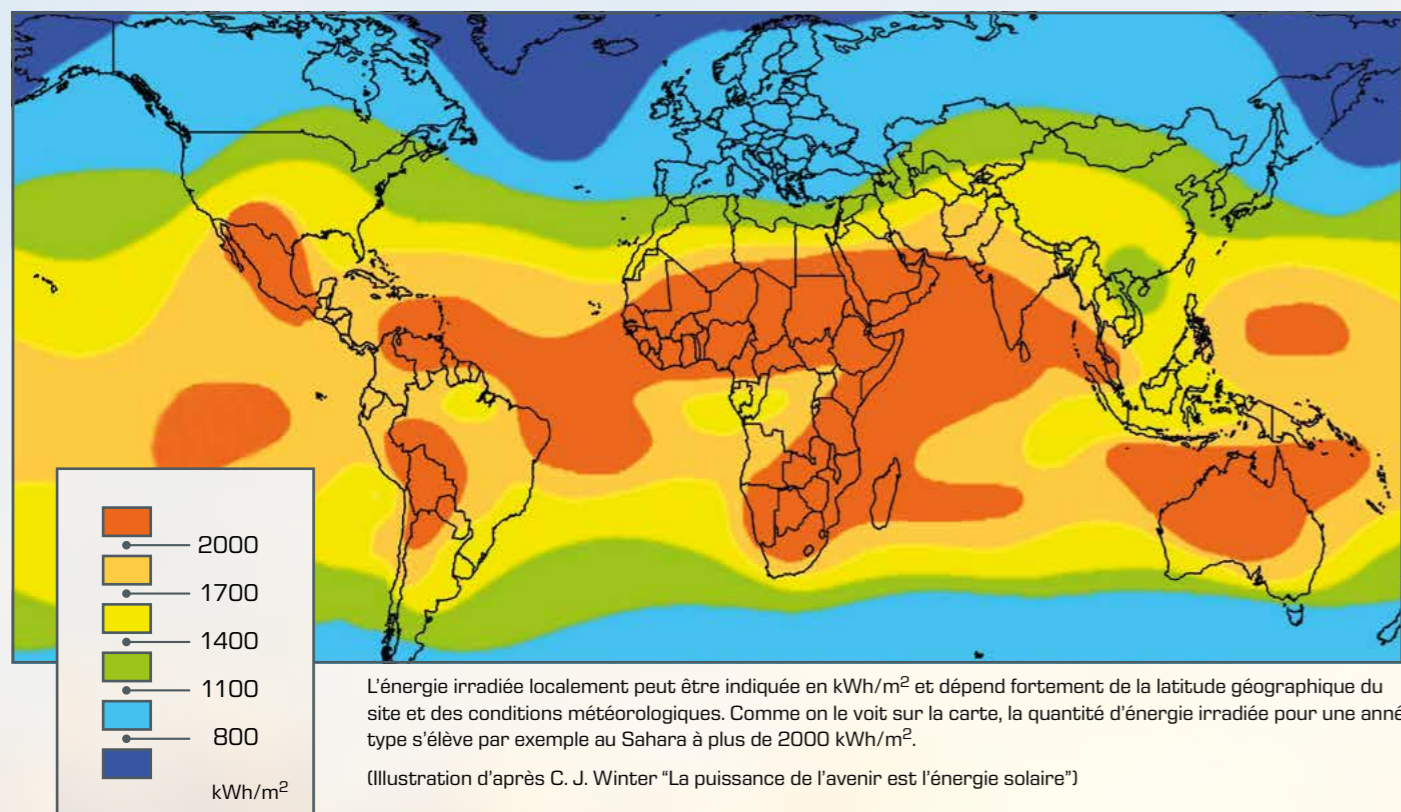 2000
1700
1400
1100
800
kWh/m²
L'énergie irradiée localement peut être indiquée en kWh/m² et dépend fortement de la latitude géographique du
site et des conditions météorologiques. Comme on le voit sur la carte, la quantité d'énergie irradiée pour une anné
type s'élève par exemple au Sahara à plus de 2000 kWh/m².
(Illustration d'après C. J. Winter “La puissance de l'avenir est l'énergie solaire”)